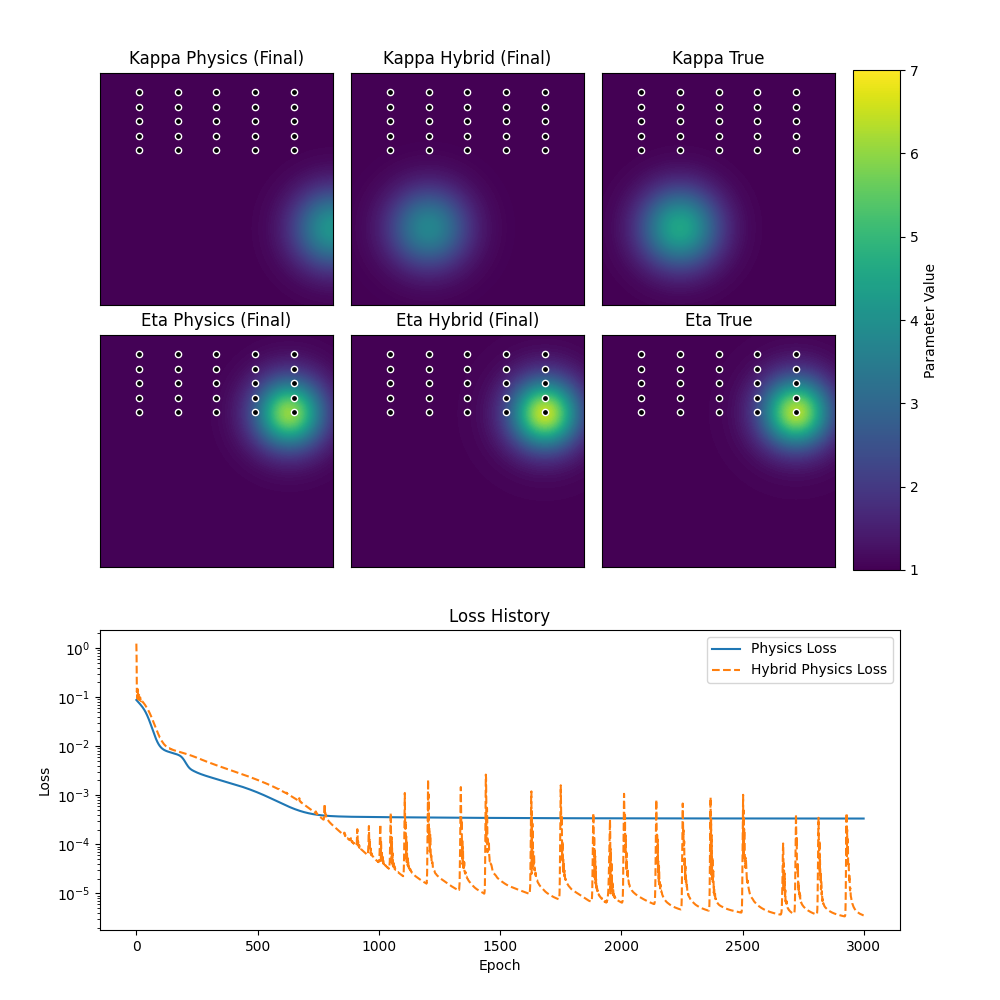 Kappa Physics (Final)
Kappa Hybrid (Final)
Kappa True
Eta Physics (Final)
Eta Hybrid (Final)
Eta True
7
6
5
4
3
2
1
Parameter Value
Loss History
10⁰
10⁻¹
10⁻²
10⁻³
10⁻⁴
10⁻⁵
Loss
Physics Loss
Hybrid Physics Loss
0
500
1000
1500
2000
2500
3000
Epoch